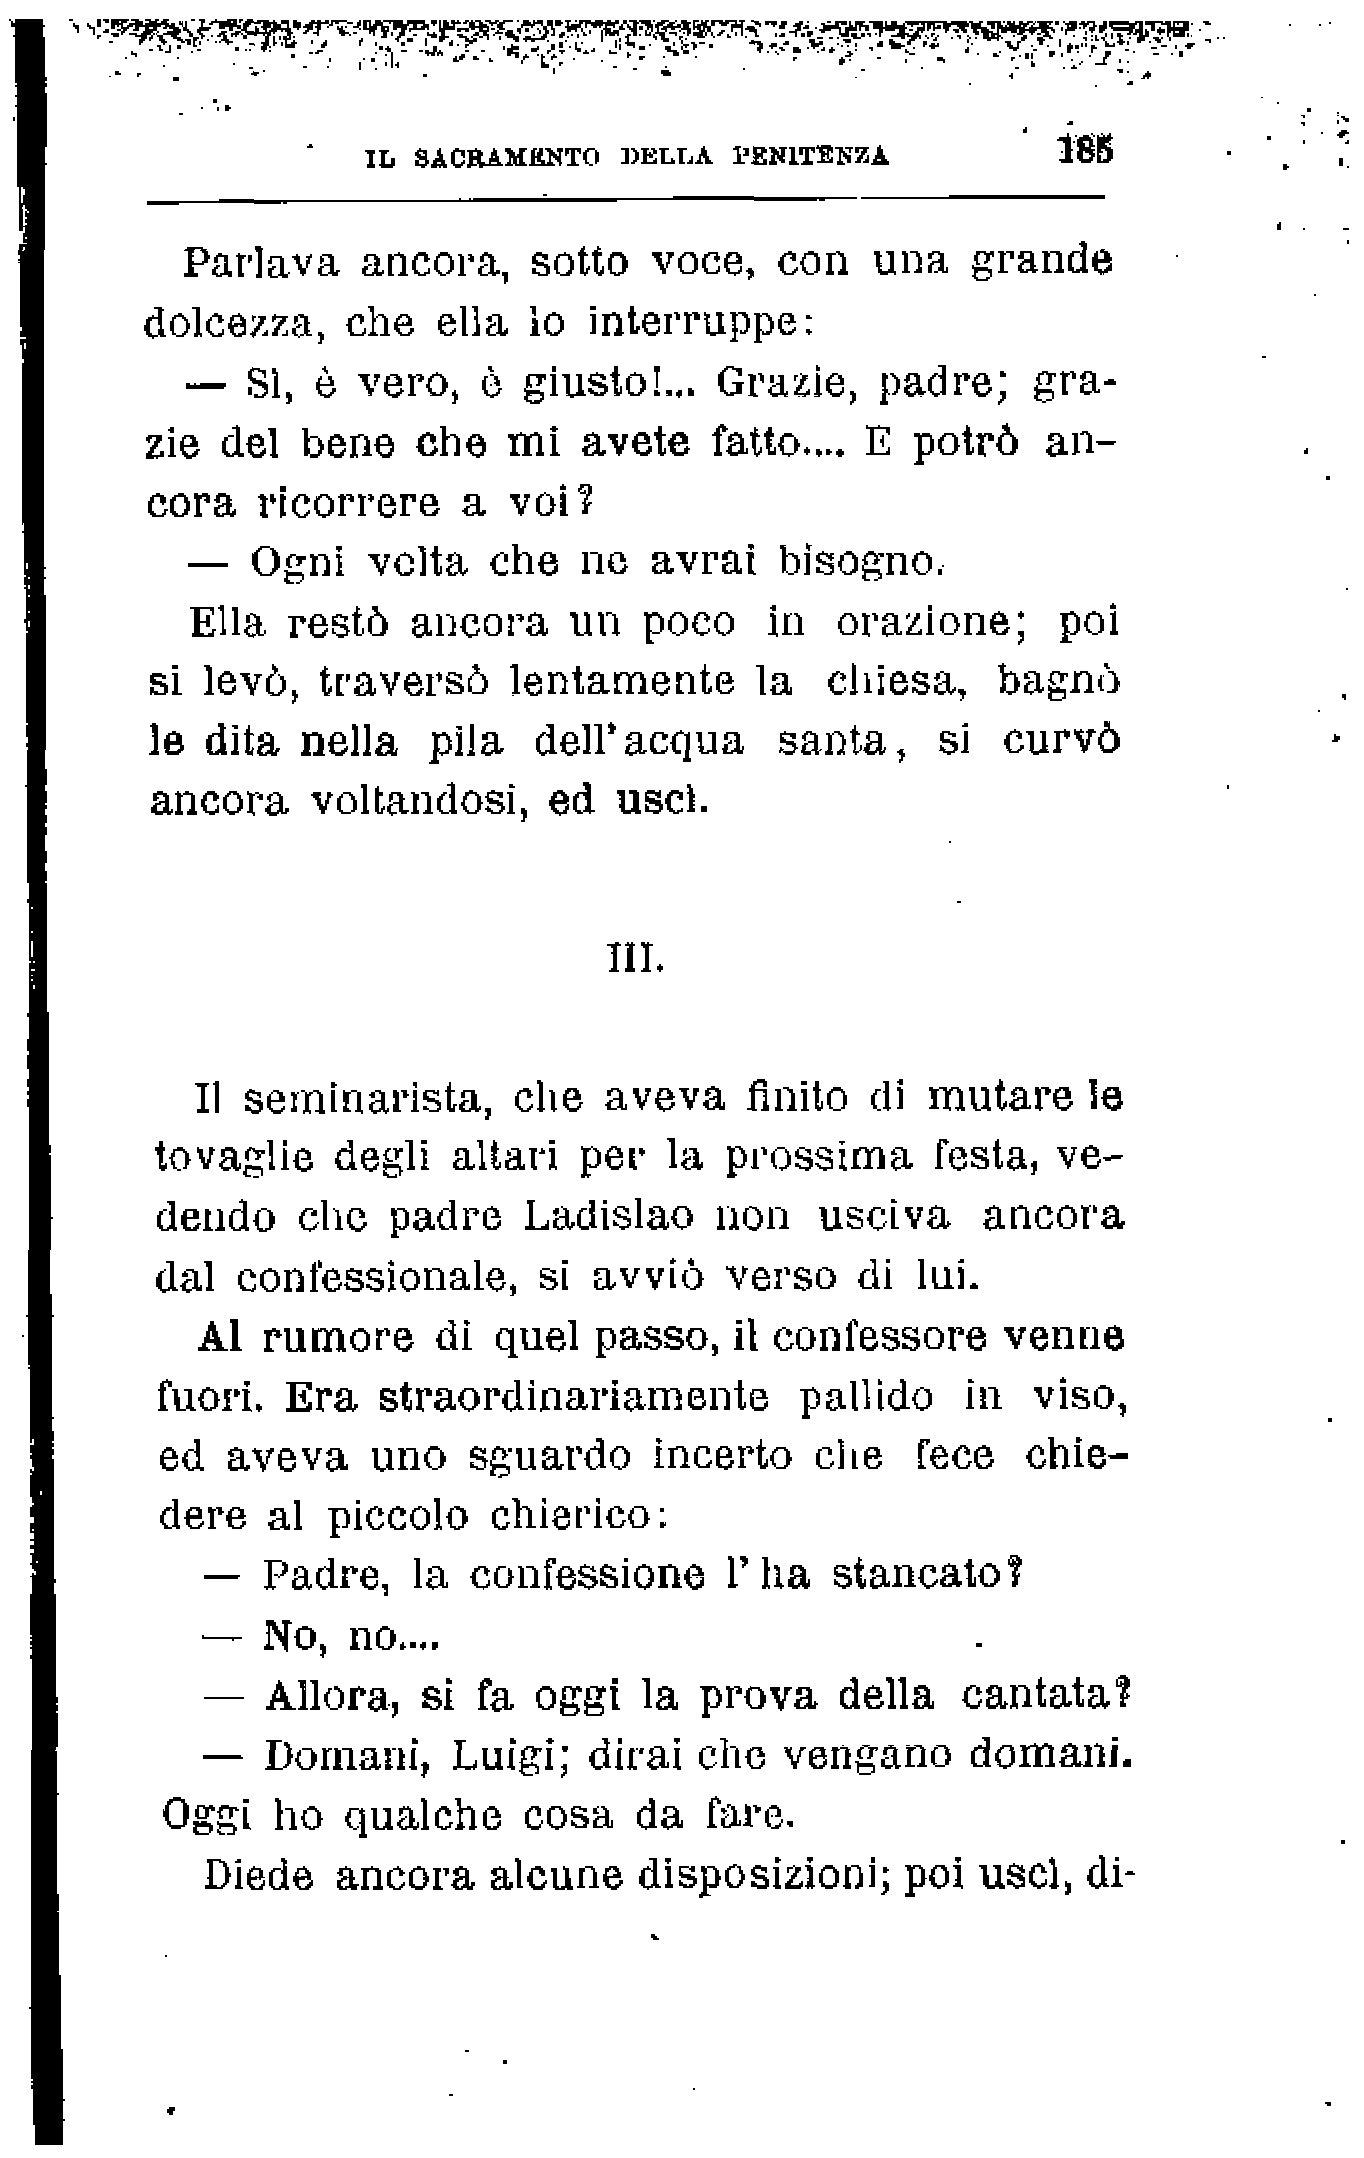 IL SACRAMENTO DELLA PENITENZA 185
Parlava ancora, sotto voce, con una grande
dolcezza, che ella lo interruppe:
— Sì, è vero, è giusto!... Grazie, padre; gra-
zie del bene che mi avete fatto.... E potrò an-
cora ricorrere a voi?
— Ogni volta che ne avrai bisogno.
Ella restò ancora un poco in orazione; poi
si levò, traversò lentamente la chiesa, bagnò
le dita nella pila dell'acqua santa, si curvò
ancora voltandosi, ed uscì.
III.
Il seminarista, che aveva finito di mutare le
tovaglie degli altari per la prossima festa, ve-
dendo che padre Ladislao non usciva ancora
dal confessionale, si avviò verso di lui.
Al rumore di quel passo, il confessore venne
fuori. Era straordinariamente pallido in viso,
ed aveva uno sguardo incerto che fece chie-
dere al piccolo chierico:
— Padre, la confessione l'ha stancato?
— No, no....
— Allora, si fa oggi la prova della cantata?
— Domani, Luigi; dirai che vengano domani.
Oggi ho qualche cosa da fare.
Diede ancora alcune disposizioni; poi uscì, di-